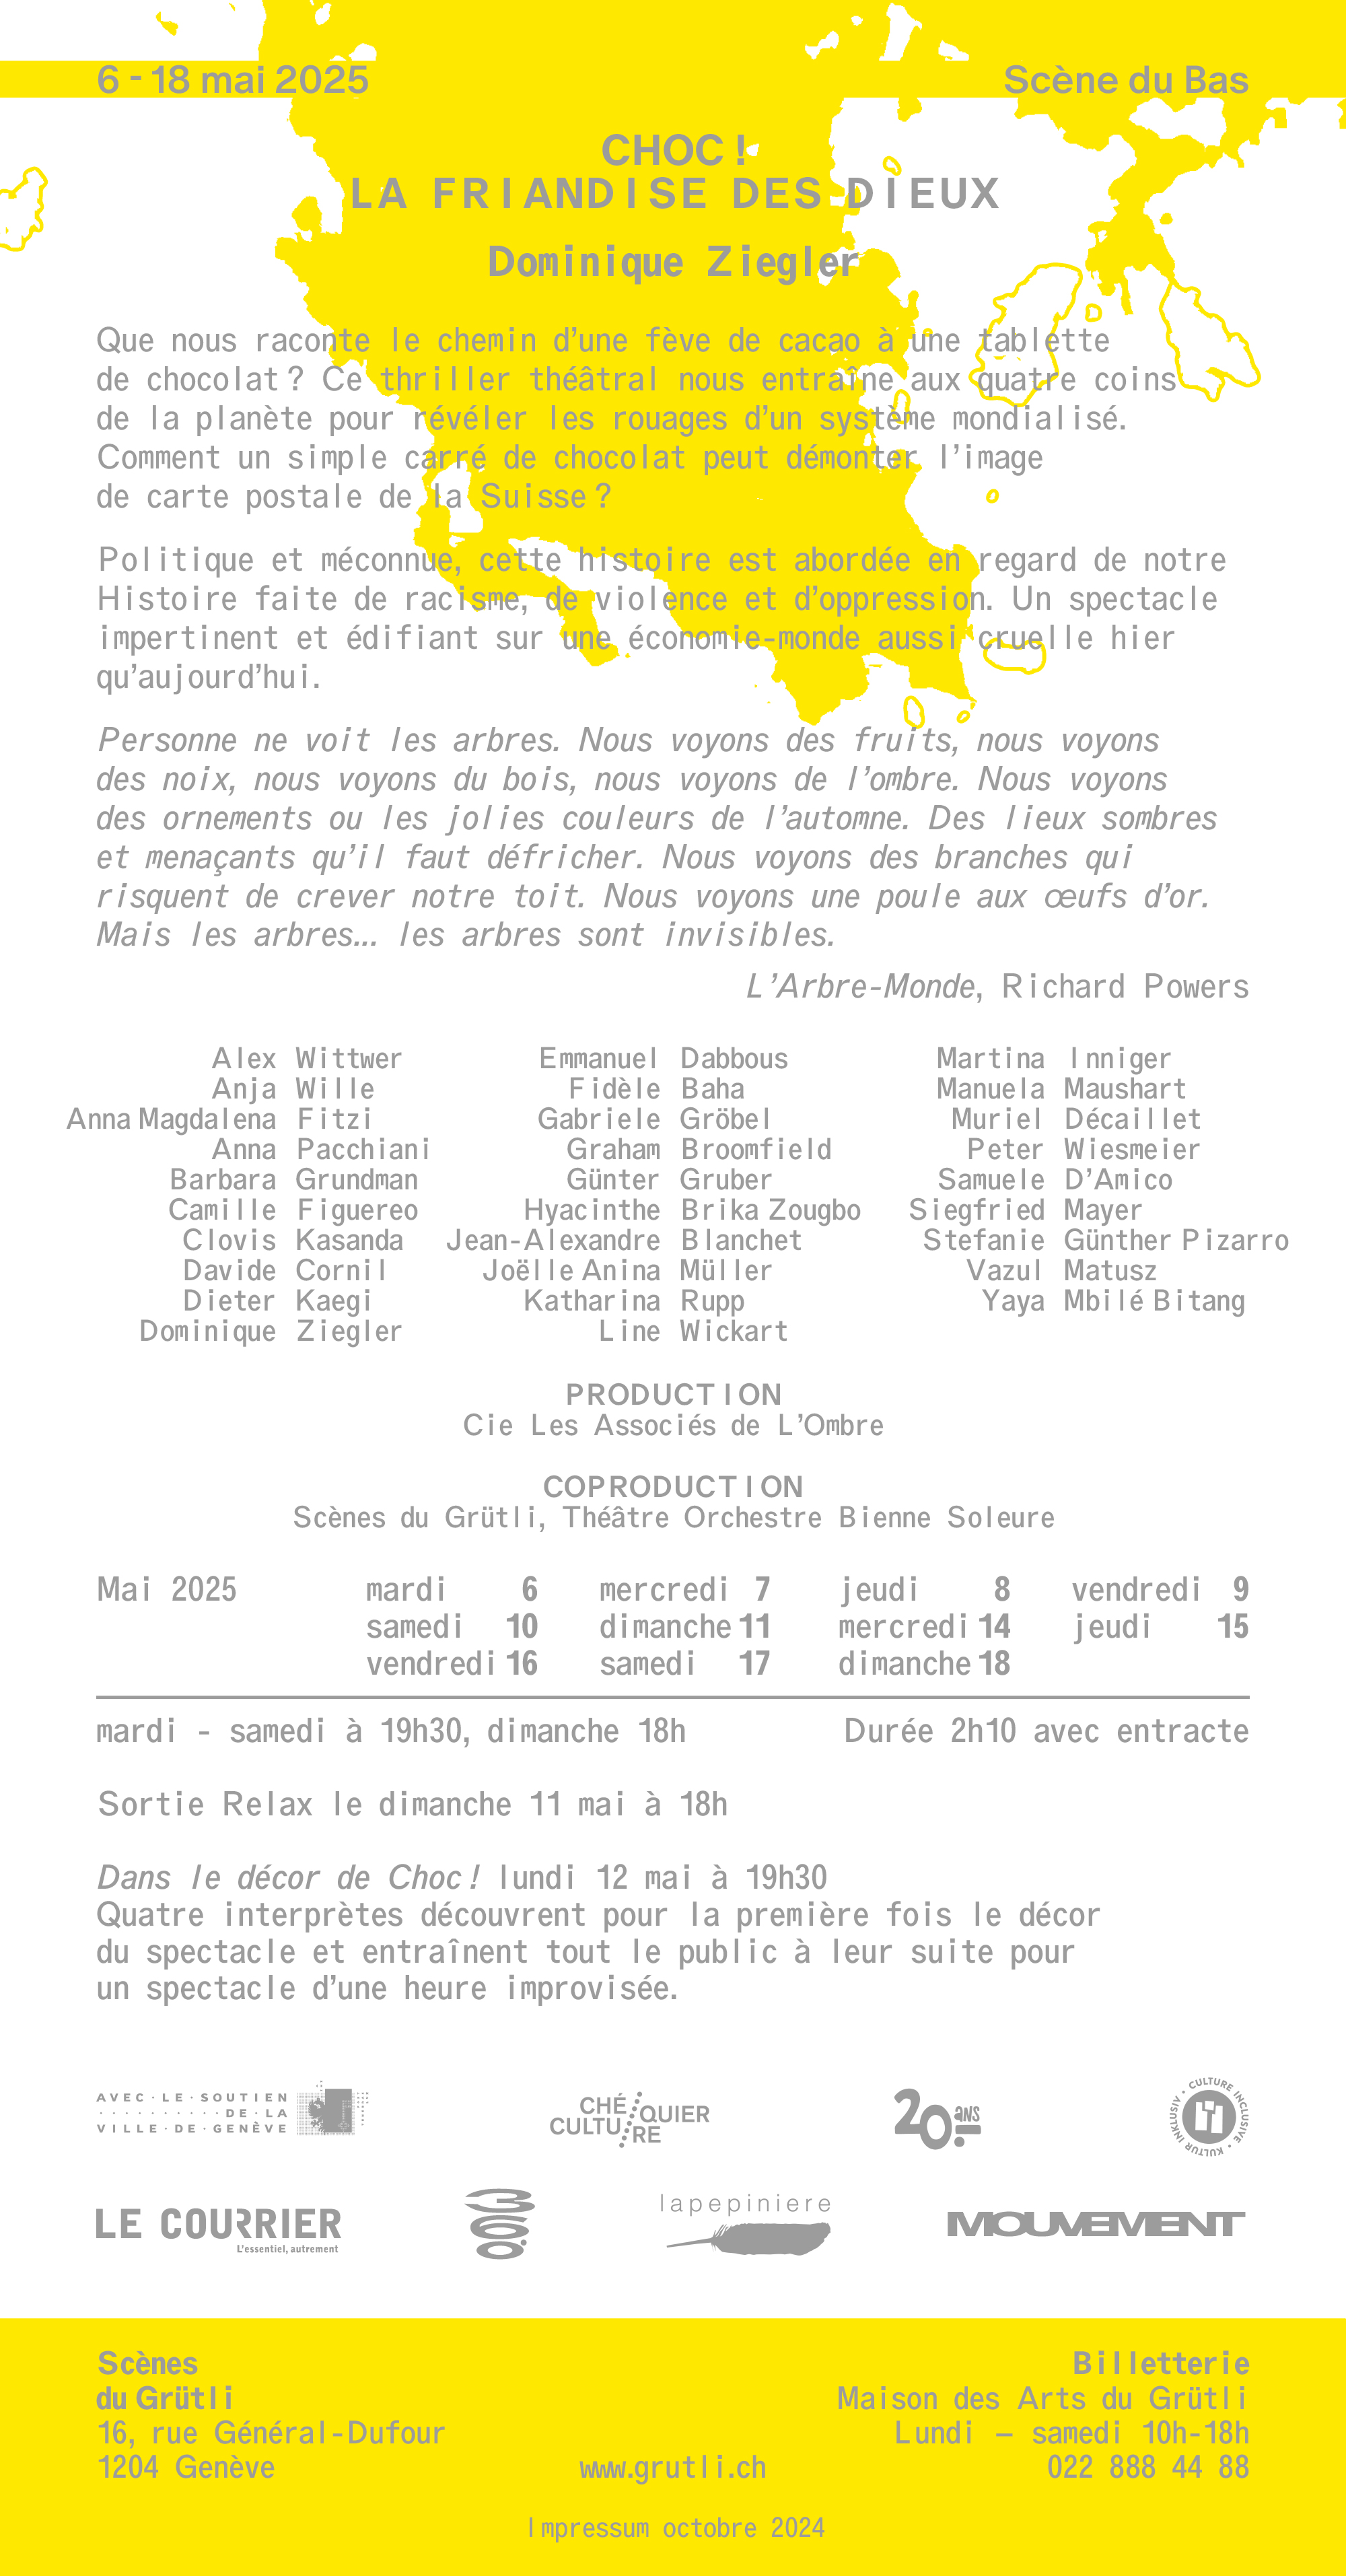 6 - 18 mai 2025
Scène du Bas
CHOC !
LA FRIANDISE DES DIEUX
Dominique Ziegler
Que nous raconte le chemin d’une fève de cacao à une tablette
de chocolat ? Ce thriller théâtral nous entraîne aux quatre coins
de la planète pour révéler les rouages d’un système mondialisé.
Comment un simple carré de chocolat peut démonter l’image
de carte postale de la Suisse ?
Politique et méconnue, cette histoire est abordée en regard de notre
Histoire faite de racisme, de violence et d’oppression. Un spectacle
impertinent et édifiant sur une économie-monde aussi cruelle hier
qu’aujourd’hui.
Personne ne voit les arbres. Nous voyons des fruits, nous voyons
des noix, nous voyons du bois, nous voyons de l’ombre. Nous voyons
des ornements ou les jolies couleurs de l’automne. Des lieux sombres
et menaçants qu’il faut défricher. Nous voyons des branches qui
risquent de crever notre toit. Nous voyons une poule aux œufs d’or.
Mais les arbres... les arbres sont invisibles.
L’Arbre-Monde, Richard Powers
Alex Wittwer
Anja Wille
Anna Magdalena Fitzi
Anna Pacchiani
Barbara Grundman
Camille Figuereo
Clovis Kasanda
Davide Cornil
Dieter Kaegi
Dominique Ziegler
Emmanuel Dabbous
Fidèle Baha
Gabriele Gröbel
Graham Broomfield
Günter Gruber
Hyacinthe Brika Zougbo
Jean-Alexandre Blanchet
Joëlle Anina Müller
Katharina Rupp
Line Wickart
Martina Inniger
Manuela Maushart
Muriel Décaillet
Peter Wiesmeier
Samuele D’Amico
Siegfried Mayer
Stefanie Günther Pizarro
Vazul Matusz
Yaya Mbilé Bitang
PRODUCTION
Cie Les Associés de L’Ombre
COPRODUCTION
Scènes du Grütli, Théâtre Orchestre Bienne Soleure
Mai 2025 mardi 6 mercredi 7 jeudi 8 vendredi 9
samedi 10 dimanche 11 mercredi 14 jeudi 15
vendredi 16 samedi 17 dimanche 18
mardi - samedi à 19h30, dimanche 18h
Durée 2h10 avec entracte
Sortie Relax le dimanche 11 mai à 18h
Dans le décor de Choc ! lundi 12 mai à 19h30
Quatre interprètes découvrent pour la première fois le décor
du spectacle et entraînent tout le public à leur suite pour
un spectacle d’une heure improvisée.
AVEC · LE · SOUTIEN
· DE · LA
VILLE · DE · GENÈVE
CHÉQUIER
CULTURE
20 ANS
CULTURE INCLUSIVE · KULTUR INKLUSIV ·
LE COURRIER
L’essentiel, autrement
300
lapepiniere
MOUVEMENT
Scènes
du Grütli
16, rue Général-Dufour
1204 Genève
www.grutli.ch
Billetterie
Maison des Arts du Grütli
Lundi – samedi 10h-18h
022 888 44 88
Impressum octobre 2024